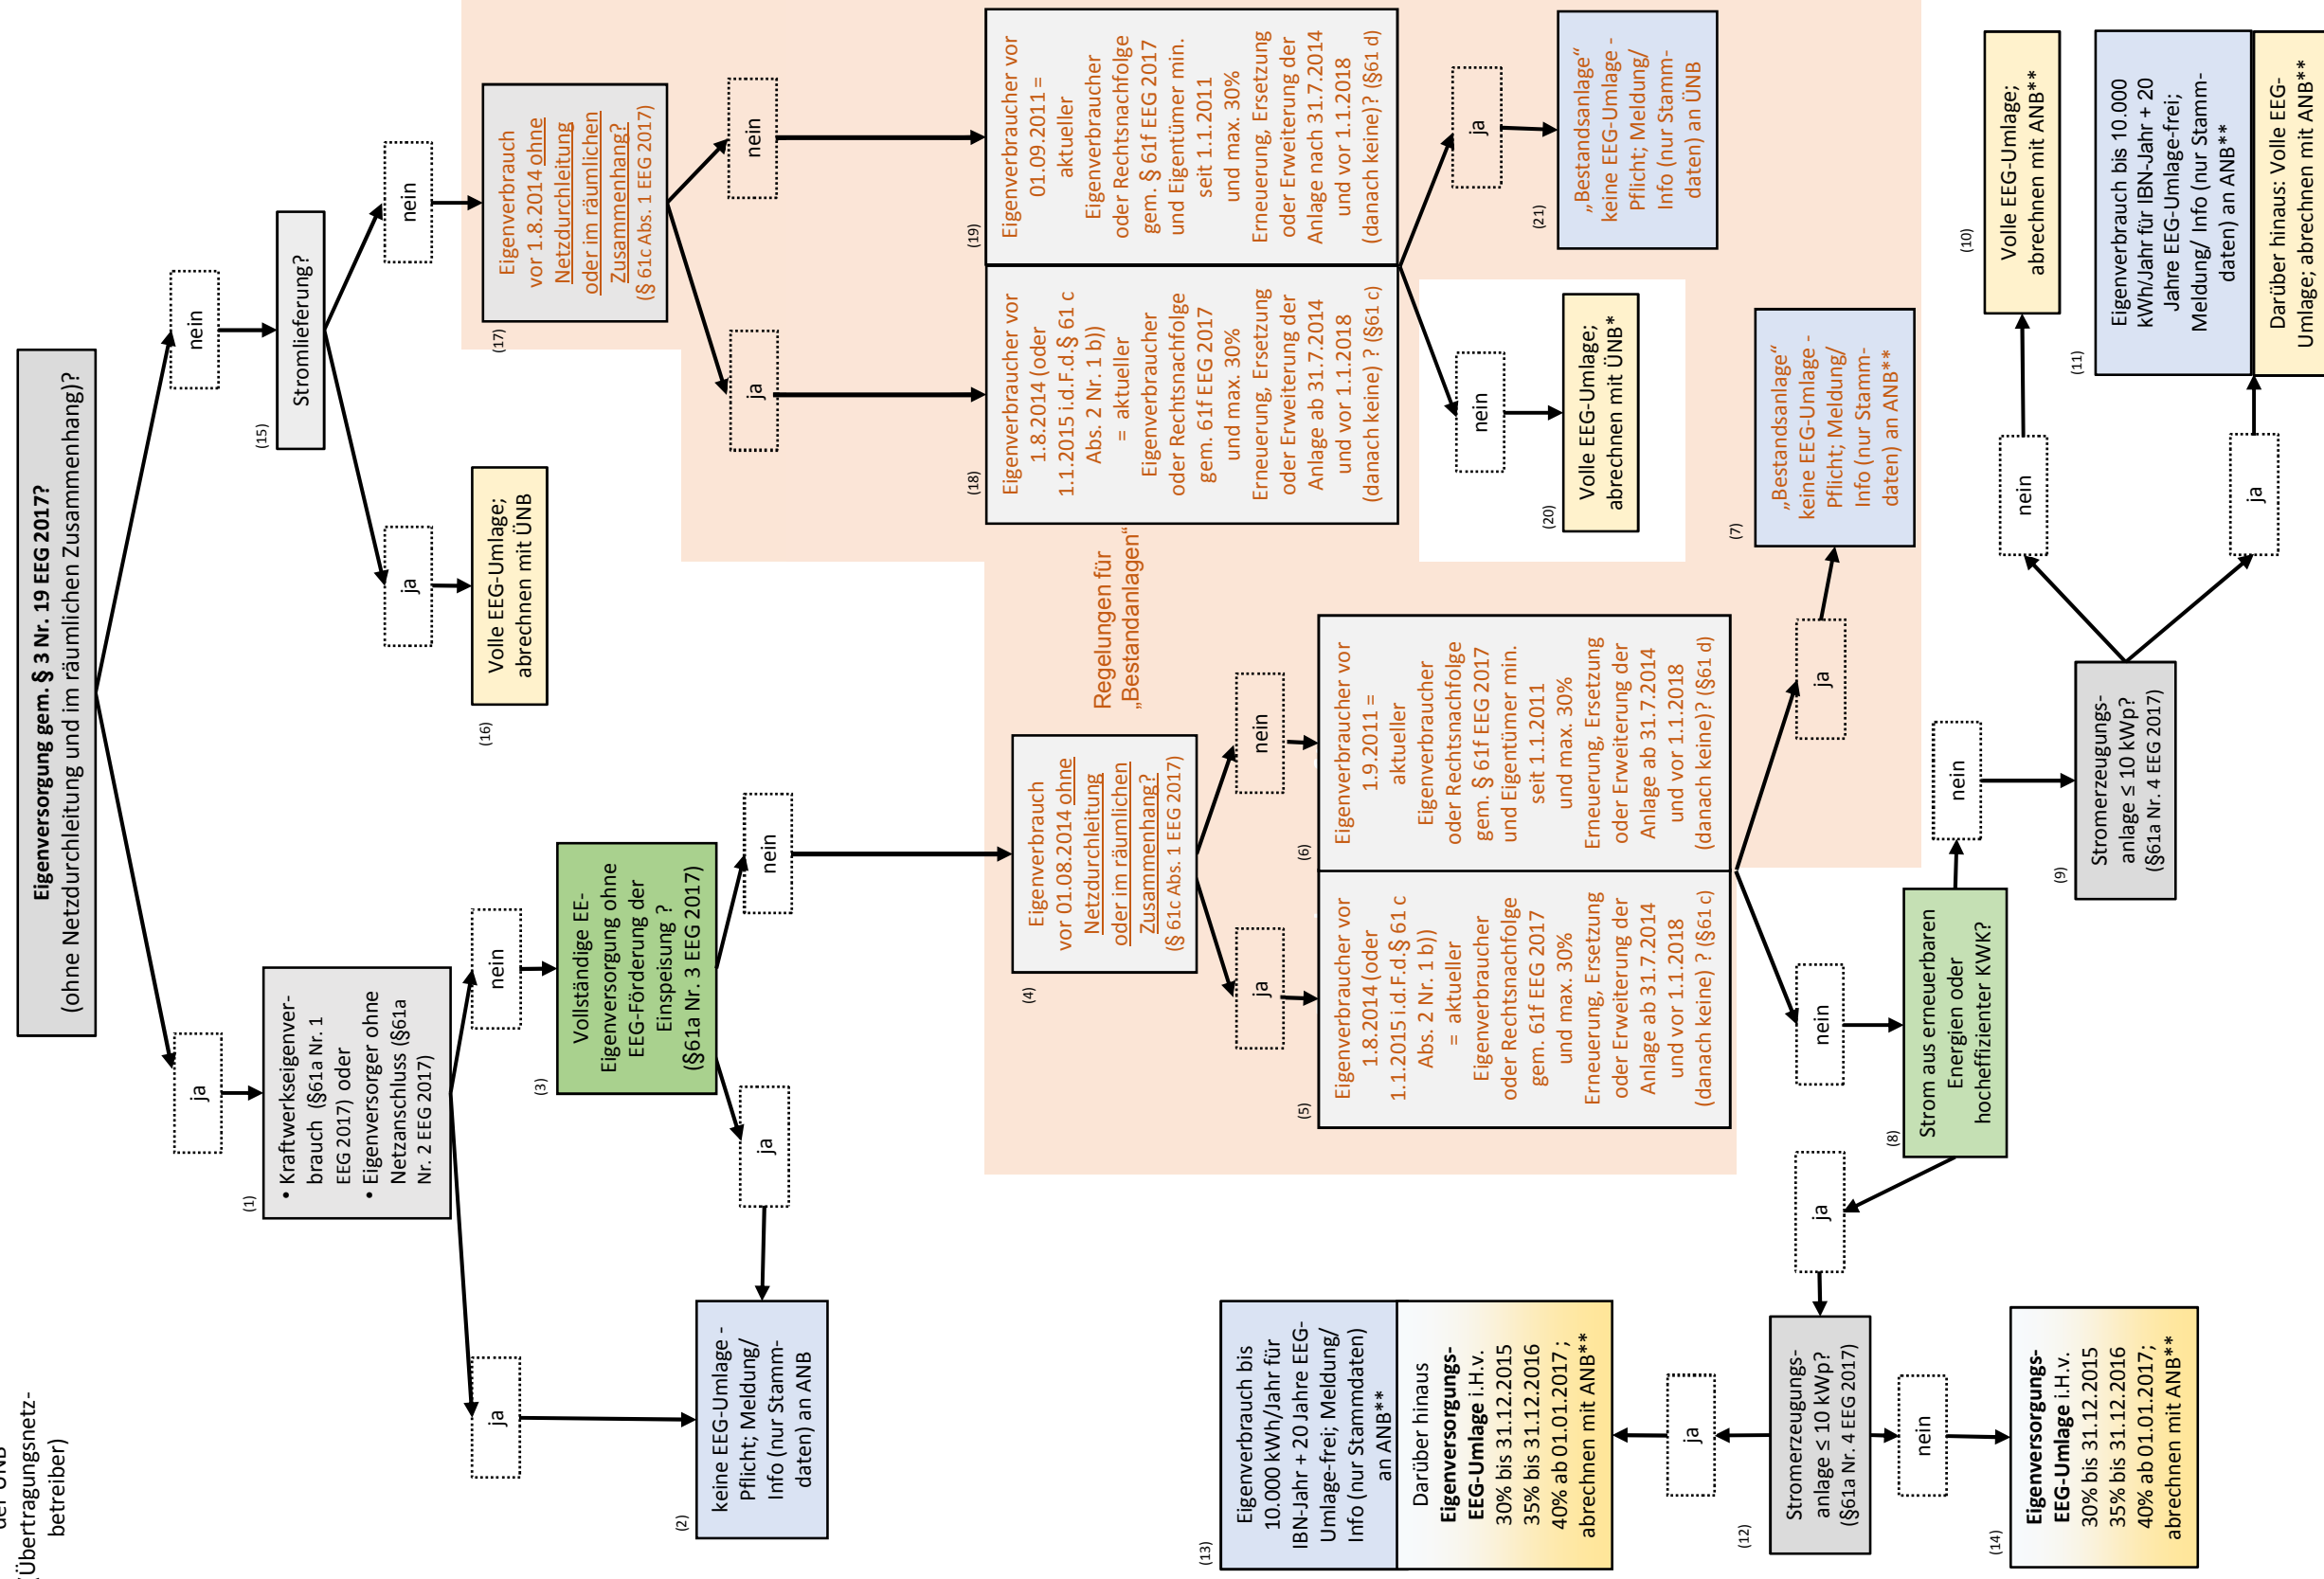 der ÜNB
(Übertragungsnetz-
betreiber)
Eigenversorgung gem. § 3 Nr. 19 EEG 2017?
(ohne Netzdurchleitung und im räumlichen Zusammenhang)?
ja
nein
(1)
• Kraftwerkseigenver-
brauch (§61a Nr. 1
EEG 2017) oder
• Eigenversorger ohne
Netzanschluss (§61a
Nr. 2 EEG 2017)
(15)
Stromlieferung?
ja
nein
ja
nein
(16)
Volle EEG-Umlage;
abrechnen mit ÜNB
(17)
Eigenverbrauch
vor 1.8.2014 ohne
Netzdurchleitung
oder im räumlichen
Zusammenhang?
(§ 61c Abs. 1 EEG 2017)
(3)
Vollständige EE-
Eigenversorgung ohne
EEG-Förderung der
Einspeisung ?
(§61a Nr. 3 EEG 2017)
(2)
keine EEG-Umlage -
Pflicht; Meldung/
Info (nur Stamm-
daten) an ANB
ja
nein
ja
nein
(18)
Eigenverbraucher vor
1.8.2014 (oder
1.1.2015 i.d.F.d.§ 61 c
Abs. 2 Nr. 1 b))
= aktueller
Eigenverbraucher
oder Rechtsnachfolge
gem. 61f EEG 2017
und max. 30%
Erneuerung, Ersetzung
oder Erweiterung der
Anlage ab 31.7.2014
und vor 1.1.2018
(danach keine) ? (§61 c)
(19)
Eigenverbraucher vor
01.09.2011 =
aktueller
Eigenverbraucher
oder Rechtsnachfolge
gem. § 61f EEG 2017
und Eigentümer min.
seit 1.1.2011
und max. 30%
Erneuerung, Ersetzung
oder Erweiterung der
Anlage nach 31.7.2014
und vor 1.1.2018
(danach keine)? (§61 d)
Regelungen für
„Bestandanlagen“
(4)
Eigenverbrauch
vor 01.08.2014 ohne
Netzdurchleitung
oder im räumlichen
Zusammenhang?
(§ 61c Abs. 1 EEG 2017)
ja
nein
(5)
Eigenverbraucher vor
1.8.2014 (oder
1.1.2015 i.d.F.d.§ 61 c
Abs. 2 Nr. 1 b))
= aktueller
Eigenverbraucher
oder Rechtsnachfolge
gem. 61f EEG 2017
und max. 30%
Erneuerung, Ersetzung
oder Erweiterung der
Anlage ab 31.7.2014
und vor 1.1.2018
(danach keine) ? (§61 c)
(6)
Eigenverbraucher vor
1.9.2011 =
aktueller
Eigenverbraucher
oder Rechtsnachfolge
gem. § 61f EEG 2017
und Eigentümer min.
seit 1.1.2011
und max. 30%
Erneuerung, Ersetzung
oder Erweiterung der
Anlage ab 31.7.2014
und vor 1.1.2018
(danach keine)? (§61 d)
nein
ja
(20)
Volle EEG-Umlage;
abrechnen mit ÜNB*
(21)
„Bestandsanlage“
keine EEG-Umlage -
Pflicht; Meldung/
Info (nur Stamm-
daten) an ÜNB
nein
ja
(7)
„Bestandsanlage“
keine EEG-Umlage -
Pflicht; Meldung/
Info (nur Stamm-
daten) an ANB**
(8)
Strom aus erneuerbaren
Energien oder
hocheffizienter KWK?
ja
nein
(9)
Stromerzeugungs-
anlage ≤ 10 kWp?
(§61a Nr. 4 EEG 2017)
nein
ja
(10)
Volle EEG-Umlage;
abrechnen mit ANB**
(11)
Eigenverbrauch bis 10.000
kWh/Jahr für IBN-Jahr + 20
Jahre EEG-Umlage-frei;
Meldung/ Info (nur Stamm-
daten) an ANB**
Darüber hinaus: Volle EEG-
Umlage; abrechnen mit ANB**
(12)
Stromerzeugungs-
anlage ≤ 10 kWp?
(§61a Nr. 4 EEG 2017)
ja
nein
(13)
Eigenverbrauch bis
10.000 kWh/Jahr für
IBN-Jahr + 20 Jahre EEG-
Umlage-frei; Meldung/
Info (nur Stammdaten)
an ANB**
Darüber hinaus
Eigenversorgungs-
EEG-Umlage i.H.v.
30% bis 31.12.2015
35% bis 31.12.2016
40% ab 01.01.2017;
abrechnen mit ANB**
(14)
Eigenversorgungs-
EEG-Umlage i.H.v.
30% bis 31.12.2015
35% bis 31.12.2016
40% ab 01.01.2017;
abrechnen mit ANB**